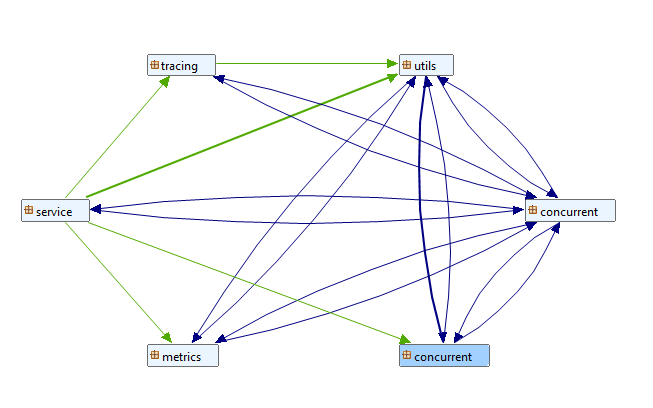 tracing
utils
service
concurrent
metrics
concurrent